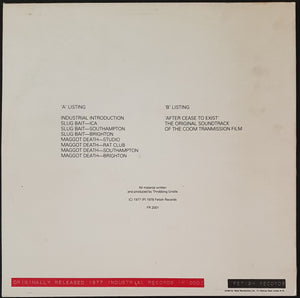 'A' LISTING
INDUSTRIAL INTRODUCTION
SLUG BAIT—ICA
SLUG BAIT—SOUTHAMPTON
SLUG BAIT—BRIGHTON
MAGGOT DEATH—STUDIO
MAGGOT DEATH—RAT CLUB
MAGGOT DEATH—SOUTHAMPTON
MAGGOT DEATH—BRIGHTON
'B' LISTING
'AFTER CEASE TO EXIST'
THE ORIGINAL SOUNDTRACK
OF THE COUM TRANMISSION FILM
All material written
and produced by Throbbing Gristle
(C) 1977 (P) 1978 Fetish Records
FR 2001
ORIGINALLY RELEASED 1977 INDUSTRIAL RECORDS IR 0002
FETISH RECORDS